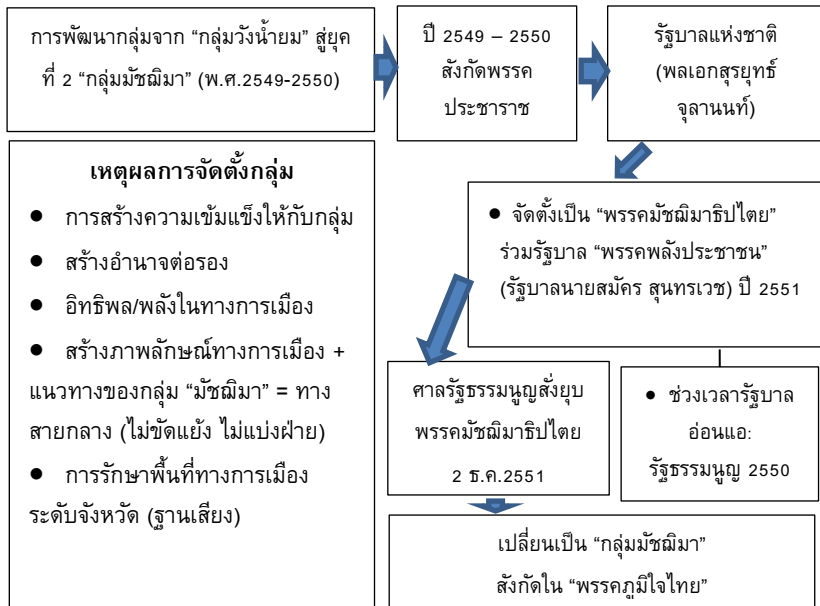 การพัฒนากลุ่มจาก “กลุ่มวังน้ำยม” สู่ยุค
ที่ 2 “กลุ่มมัชฌิมา” (พ.ศ.2549-2550)
ปี 2549 – 2550
สังกัดพรรค
ประชาราช
รัฐบาลแห่งชาติ
(พลเอกสุรยุทธ์
จุลานนท์)
เหตุผลการจัดตั้งกลุ่ม
● การสร้างความเข้มแข็งให้กับกลุ่ม
● สร้างอำนาจต่อรอง
● อิทธิพล/พลังในทางการเมือง
● สร้างภาพลักษณ์ทางการเมือง +
แนวทางของกลุ่ม “มัชฌิมา” = ทาง
สายกลาง (ไม่ขัดแย้ง ไม่แบ่งฝ่าย)
● การรักษาพื้นที่ทางการเมือง
ระดับจังหวัด (ฐานเสียง)
● จัดตั้งเป็น “พรรคมัชฌิมาธิปไตย”
ร่วมรัฐบาล “พรรคพลังประชาชน”
(รัฐบาลนายสมัคร สุนทรเวช) ปี 2551
ศาลรัฐธรรมนูญสั่งยุบ
พรรคมัชฌิมาธิปไตย
2 ธ.ค.2551
● ช่วงเวลารัฐบาล
อ่อนแอ:
รัฐธรรมนูญ 2550
เปลี่ยนเป็น “กลุ่มมัชฌิมา”
สังกัดใน “พรรคภูมิใจไทย”